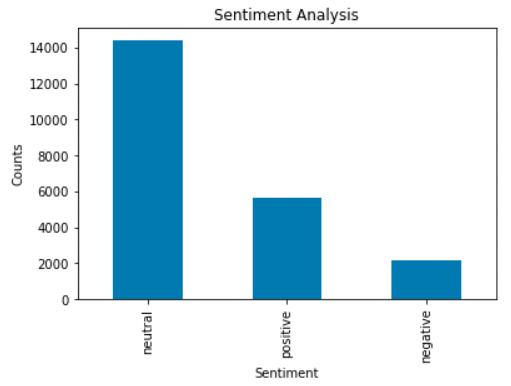 Sentiment Analysis
14000
12000
10000
8000
6000
4000
2000
0
Counts
neutral
positive
negative
Sentiment